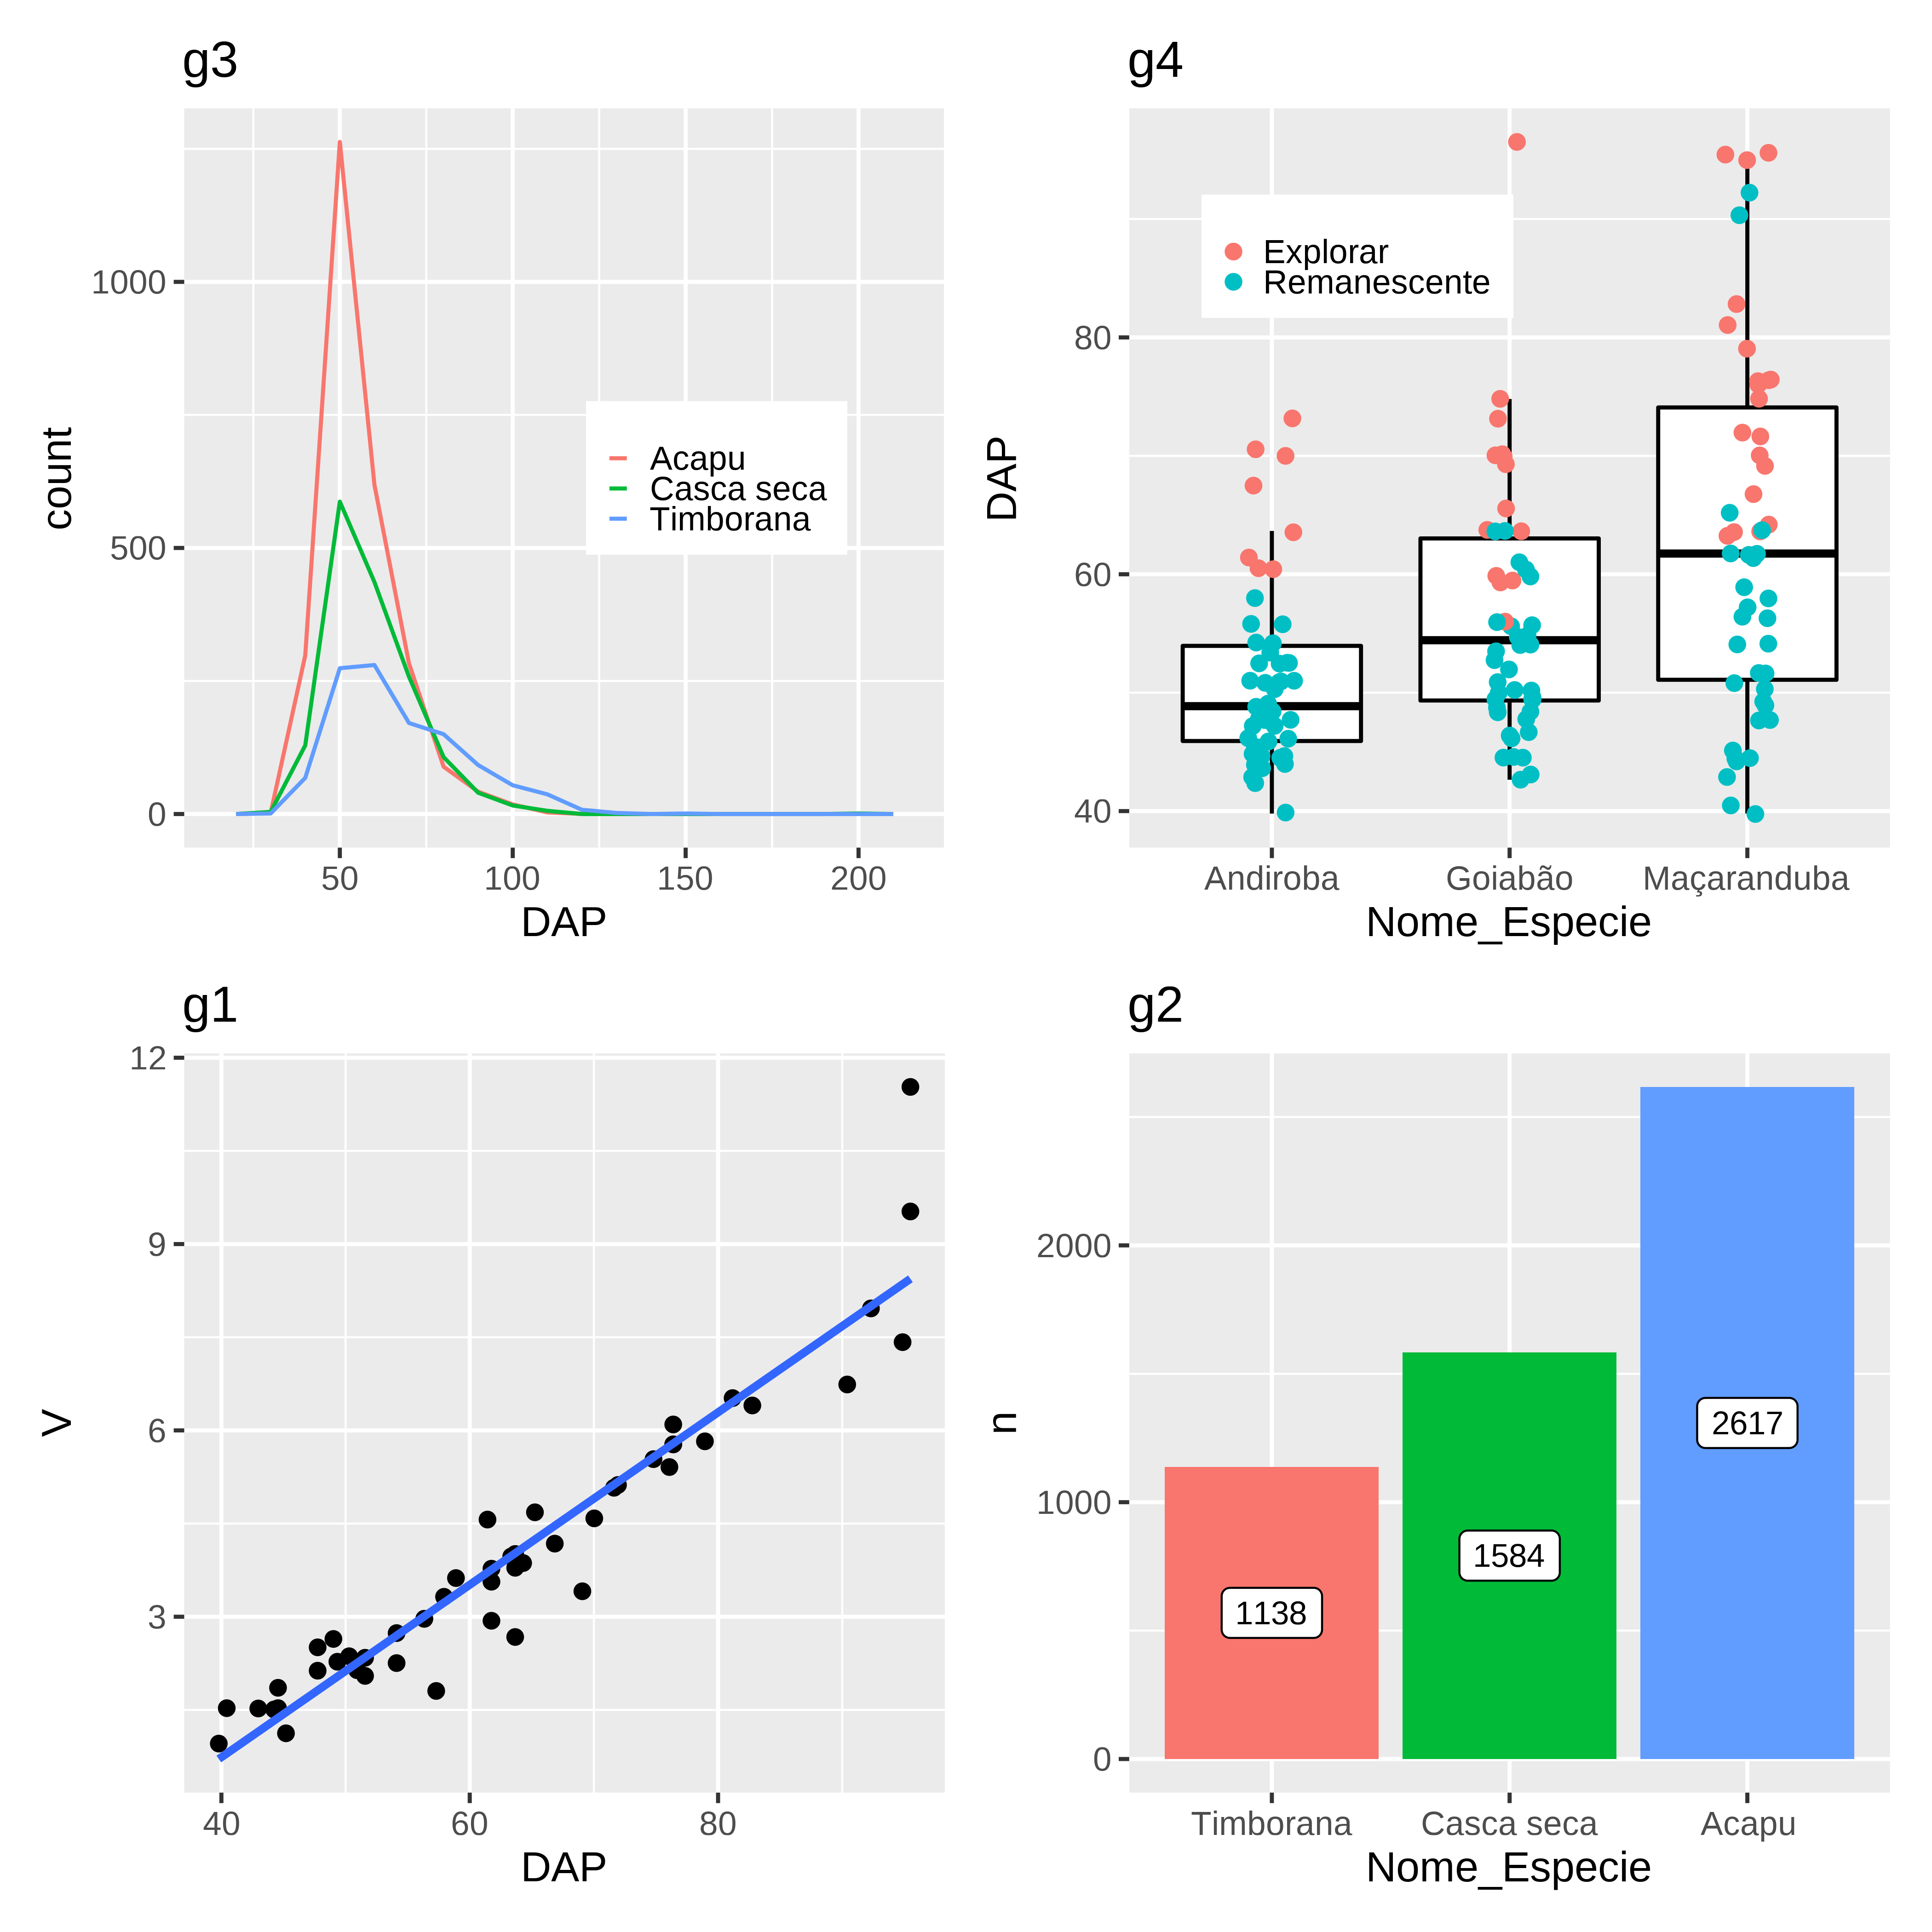 g3
count
1000
500
0
Acapu
Casca seca
Timborana
50 100 150 200
DAP
g4
DAP
80
60
40
Explorar
Remanescente
Andiroba Goiabão Maçaranduba
Nome_Especie
g1
V
12
9
6
3
40 60 80
DAP
g2
n
2000
1000
0
1138
1584
2617
Timborana Casca seca Acapu
Nome_Especie